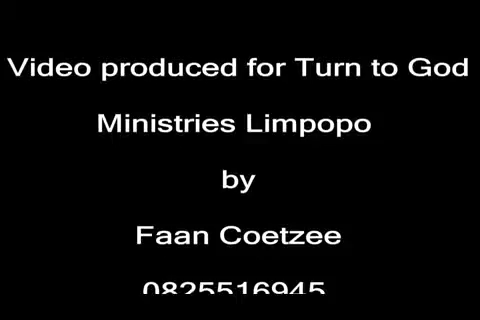 Video produced for Turn to God
Ministries Limpopo
by
Faan Coetzee
0825516945